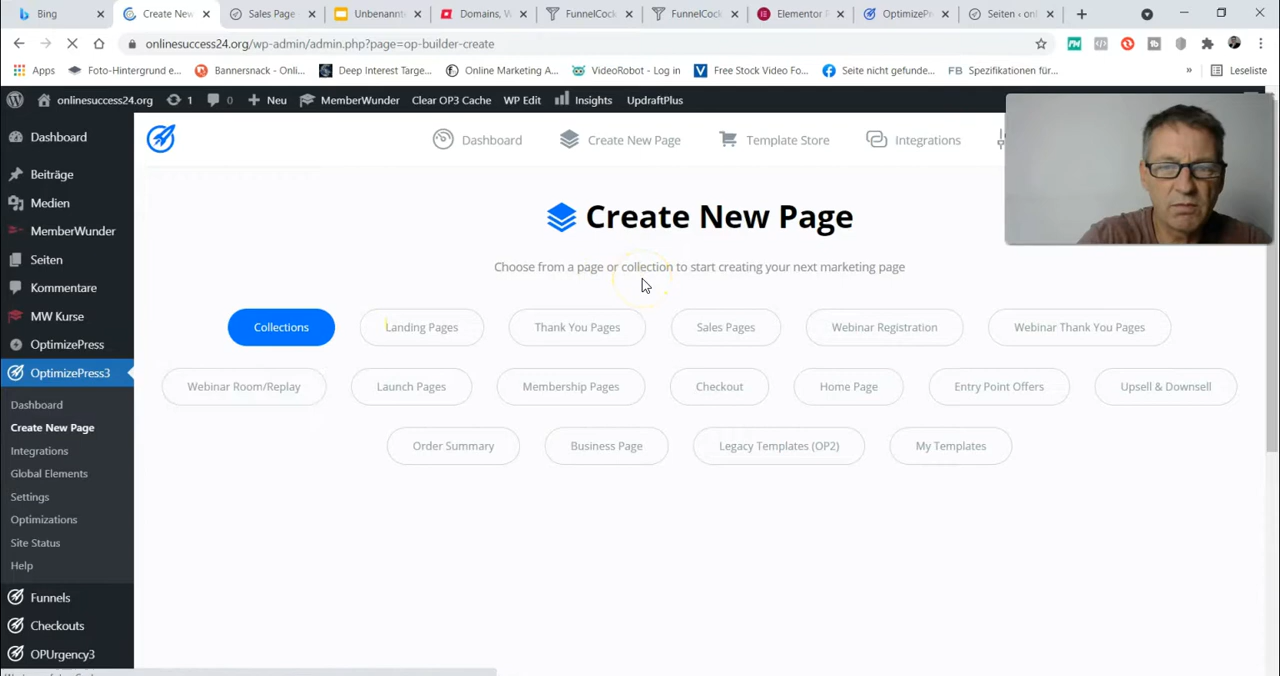 Bing
Create New
Sales Page
Unbenannt
Domains, W
FunnelCock
FunnelCock
Elementor P
OptimizePr
Seiten ‹ onl
onlinesuccess24.org/wp-admin/admin.php?page=op-builder-create
Apps
Foto-Hintergrund e...
Bannersnack - Onli...
Deep Interest Targe...
Online Marketing A...
VideoRobot - Log in
Free Stock Video Fo...
Seite nicht gefunde...
FB Spezifikationen für...
»
Leseliste
onlinesuccess24.org
1
0
Neu
MemberWunder
Clear OP3 Cache
WP Edit
Insights
UpdraftPlus
Dashboard
Beiträge
Medien
MemberWunder
Seiten
Kommentare
MW Kurse
OptimizePress
OptimizePress3
Dashboard
Create New Page
Integrations
Global Elements
Settings
Optimizations
Site Status
Help
Funnels
Checkouts
OPUrgency3
Dashboard
Create New Page
Template Store
Integrations
Create New Page
Choose from a page or collection to start creating your next marketing page
Collections
Landing Pages
Thank You Pages
Sales Pages
Webinar Registration
Webinar Thank You Pages
Webinar Room/Replay
Launch Pages
Membership Pages
Checkout
Home Page
Entry Point Offers
Upsell & Downsell
Order Summary
Business Page
Legacy Templates (OP2)
My Templates